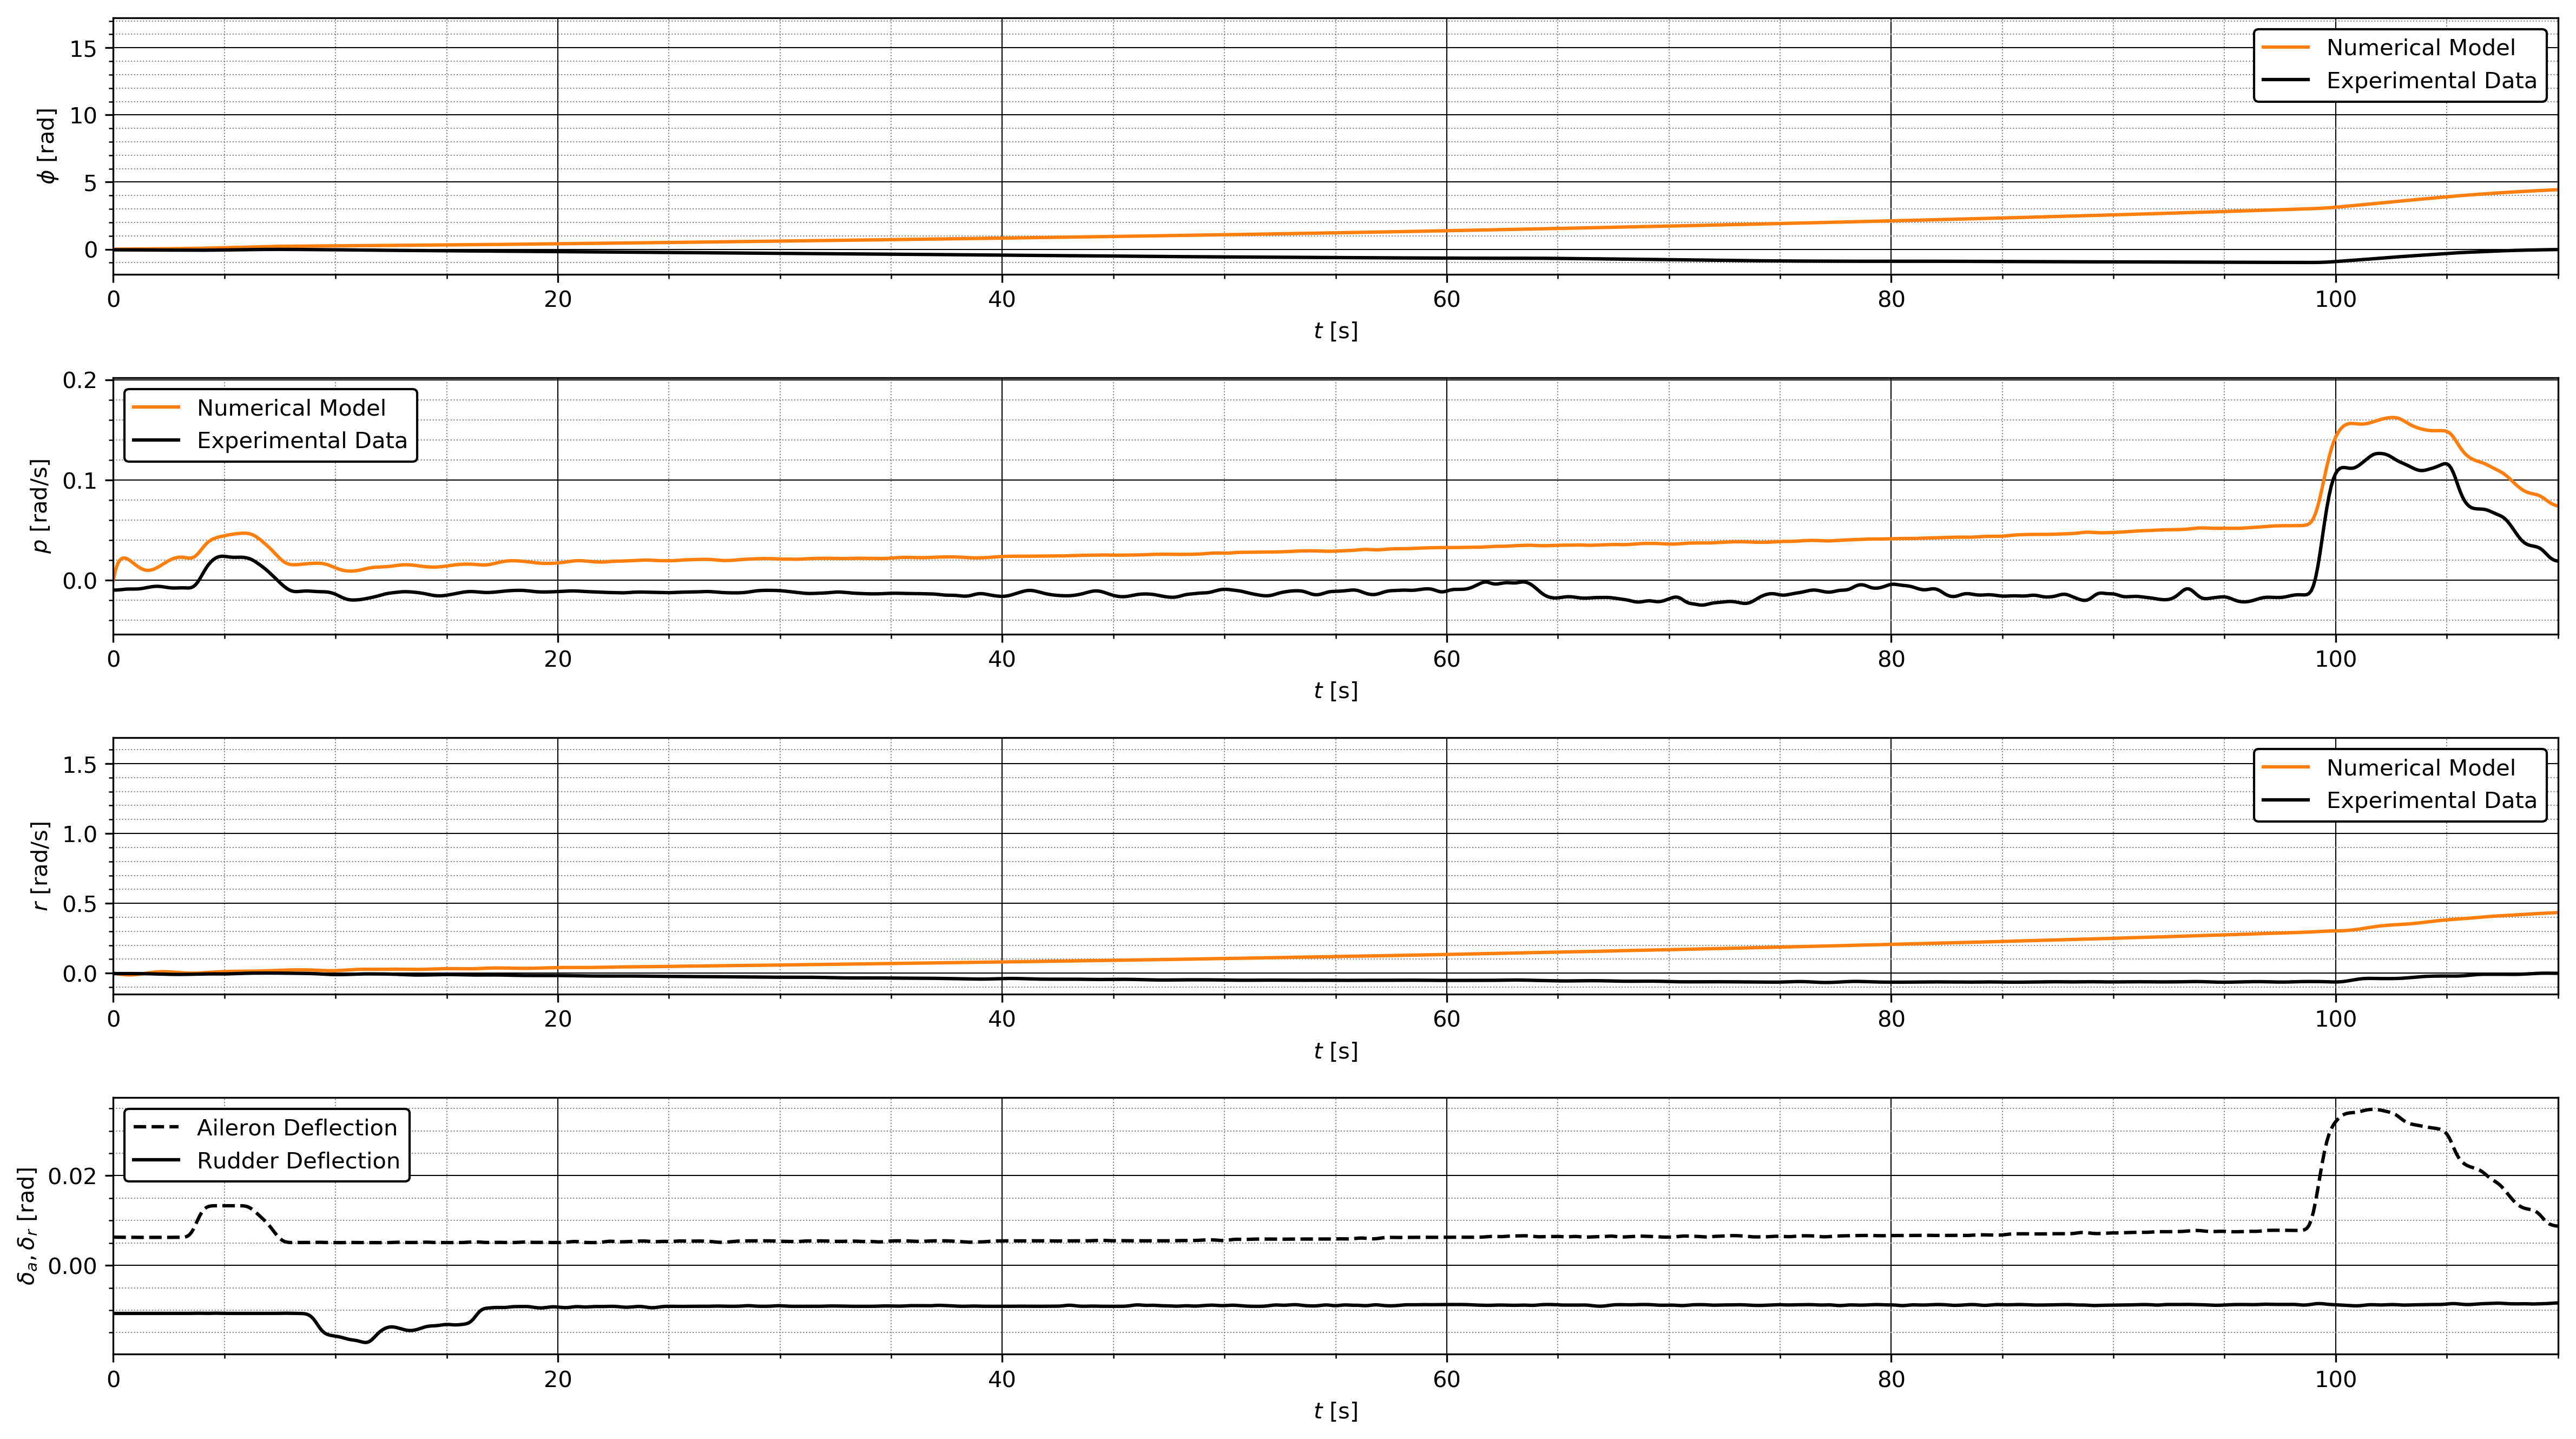 15
10
5
0
ϕ [rad]
Numerical Model
Experimental Data
0 20 40 60 80 100
t [s]
0.2
0.1
0.0
p [rad/s]
Numerical Model
Experimental Data
0 20 40 60 80 100
t [s]
1.5
1.0
0.5
0.0
r [rad/s]
Numerical Model
Experimental Data
0 20 40 60 80 100
t [s]
0.02
0.00
δₐ, δᵣ [rad]
Aileron Deflection
Rudder Deflection
0 20 40 60 80 100
t [s]